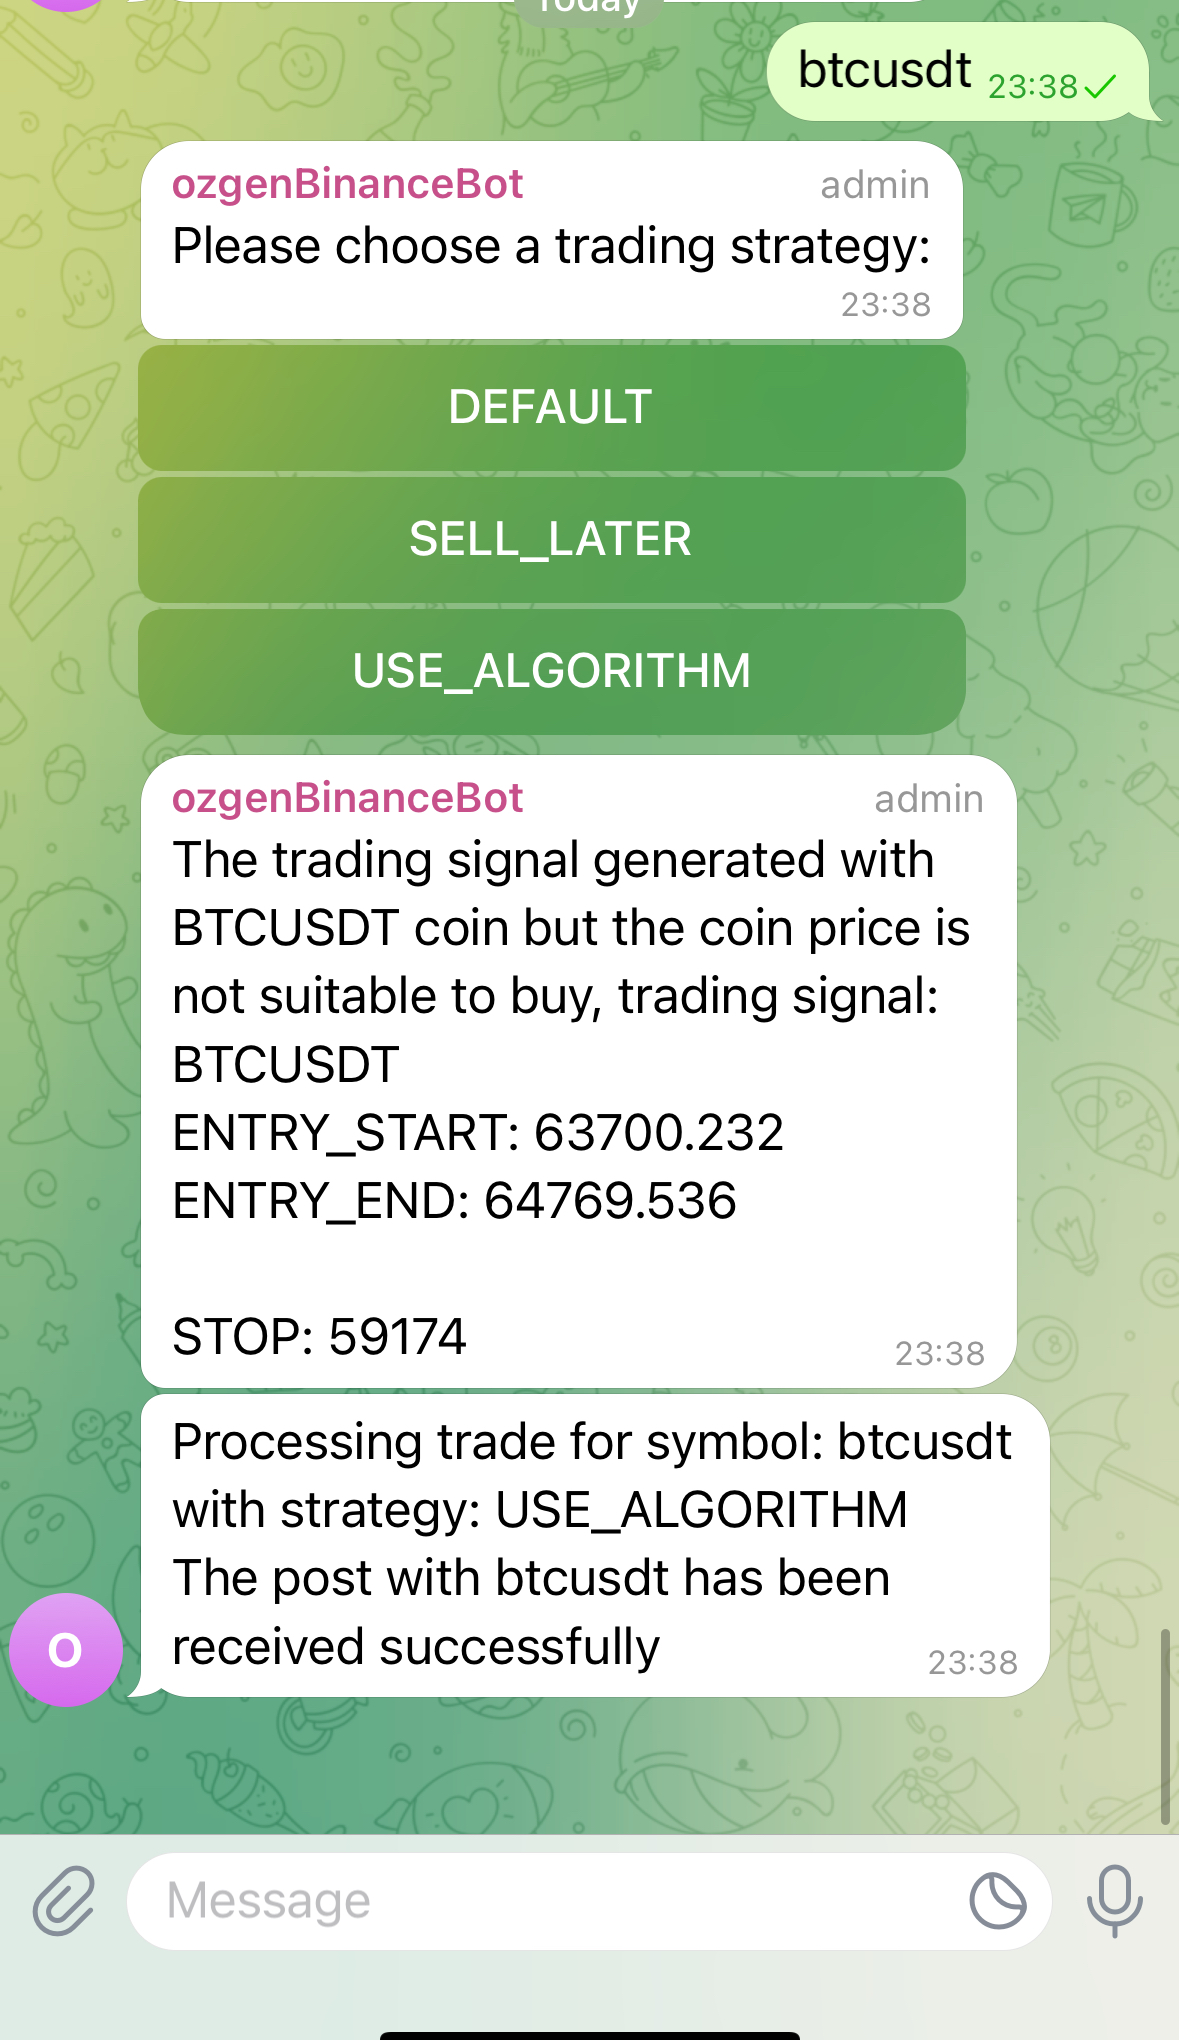 Today
btcusdt 23:38
ozgenBinanceBot admin
Please choose a trading strategy:
23:38
DEFAULT
SELL_LATER
USE_ALGORITHM
ozgenBinanceBot admin
The trading signal generated with
BTCUSDT coin but the coin price is
not suitable to buy, trading signal:
BTCUSDT
ENTRY_START: 63700.232
ENTRY_END: 64769.536
STOP: 59174
23:38
Processing trade for symbol: btcusdt
with strategy: USE_ALGORITHM
The post with btcusdt has been
received successfully
23:38
O
Message